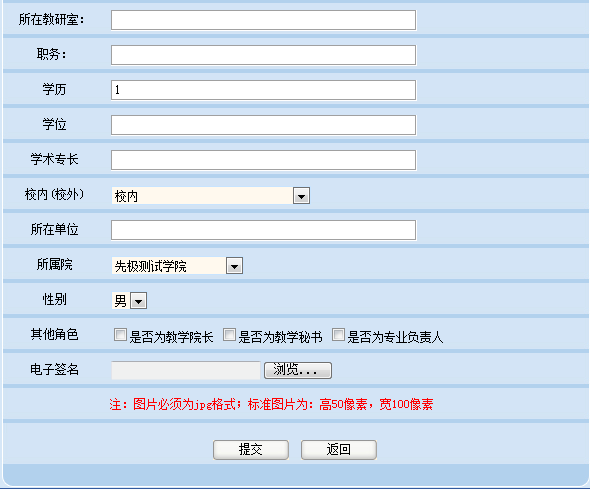 所在教研室:
职务:
学历 1
学位
学术专长
校内(校外) 校内
所在单位
所属院 先极测试学院
性别 男
其他角色 是否为教学院长 是否为教学秘书 是否为专业负责人
电子签名 浏览...
注: 图片必须为jpg格式; 标准图片为: 高50像素, 宽100像素
提交 返回